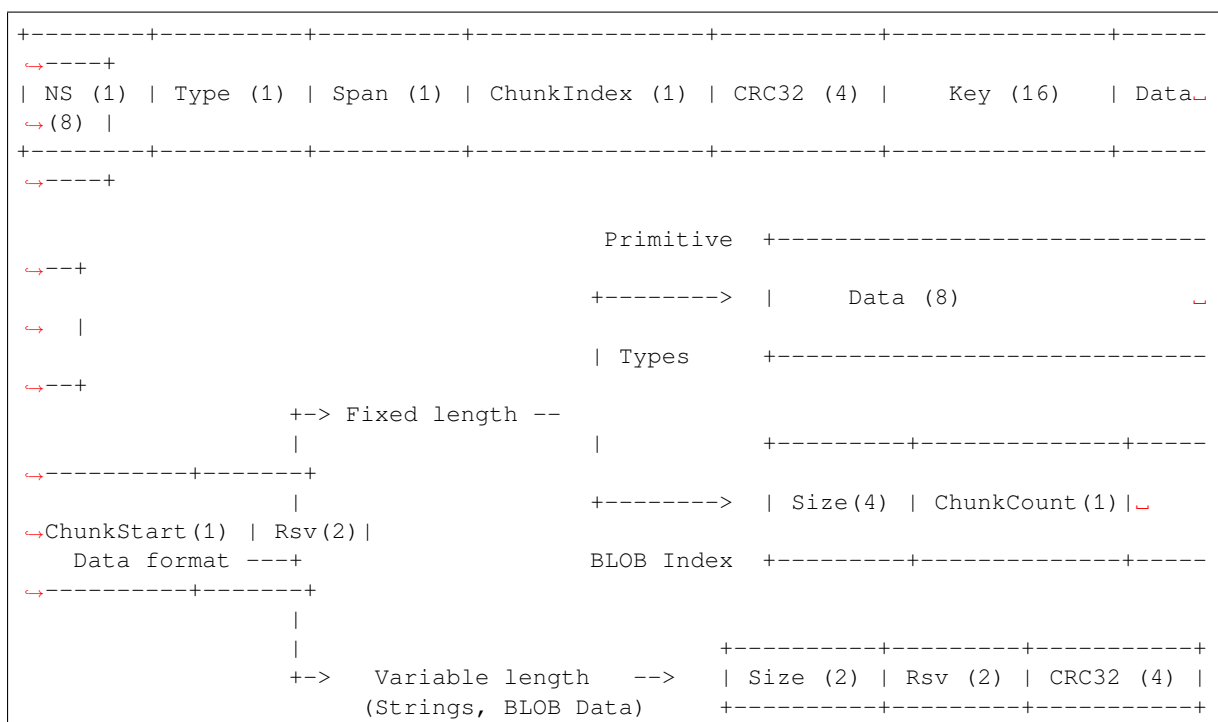 +--------+----------+----------+----------------+-----------+---------------+------
↪----+
| NS (1) | Type (1) | Span (1) | ChunkIndex (1) | CRC32 (4) |    Key (16)   | Data␣
↪(8) |
+--------+----------+----------+----------------+-----------+---------------+------
↪----+
                                         Primitive  +------------------------------
↪--+
                                        +-------->  |     Data (8)                 ␣
↪  |
                                        | Types     +------------------------------
↪--+
                   +-> Fixed length --
                   |                    |           +---------+--------------+-----
↪----------+-------+
                   |                    +-------->  | Size(4) | ChunkCount(1)|␣
↪ChunkStart(1) | Rsv(2)|
    Data format ---+                    BLOB Index  +---------+--------------+-----
↪----------+-------+
                   |
                   |                             +----------+---------+-----------+
                   +->   Variable length   -->   | Size (2) | Rsv (2) | CRC32 (4) |
                        (Strings, BLOB Data)     +----------+---------+-----------+